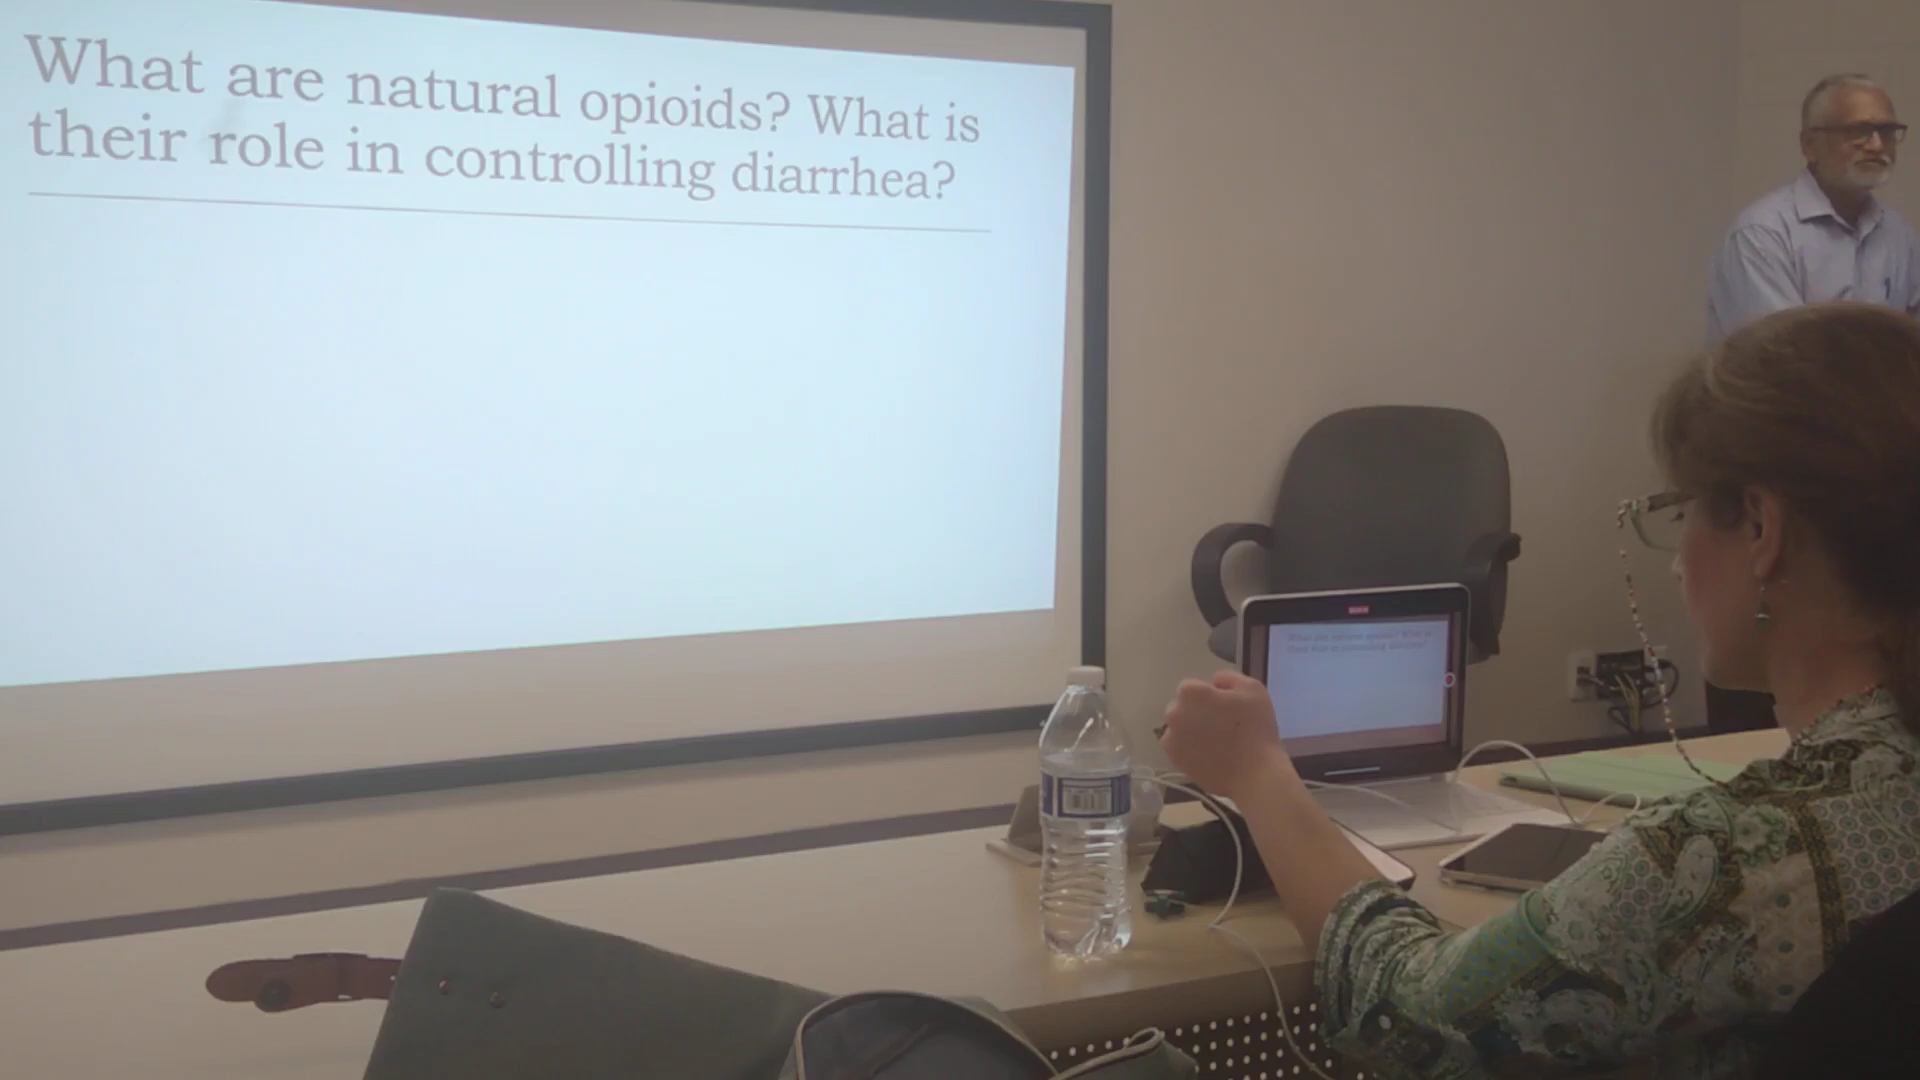 What are natural opioids? What is
their role in controlling diarrhea?